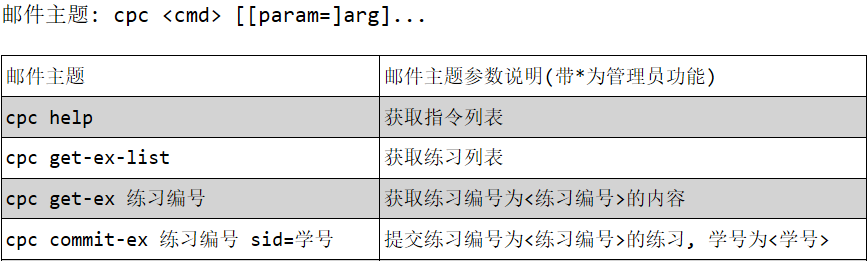 邮件主题: cpc <cmd> [[param=]arg]...
邮件主题 邮件主题参数说明(带*为管理员功能)
cpc help 获取指令列表
cpc get-ex-list 获取练习列表
cpc get-ex 练习编号 获取练习编号为<练习编号>的内容
cpc commit-ex 练习编号 sid=学号 提交练习编号为<练习编号>的练习, 学号为<学号>